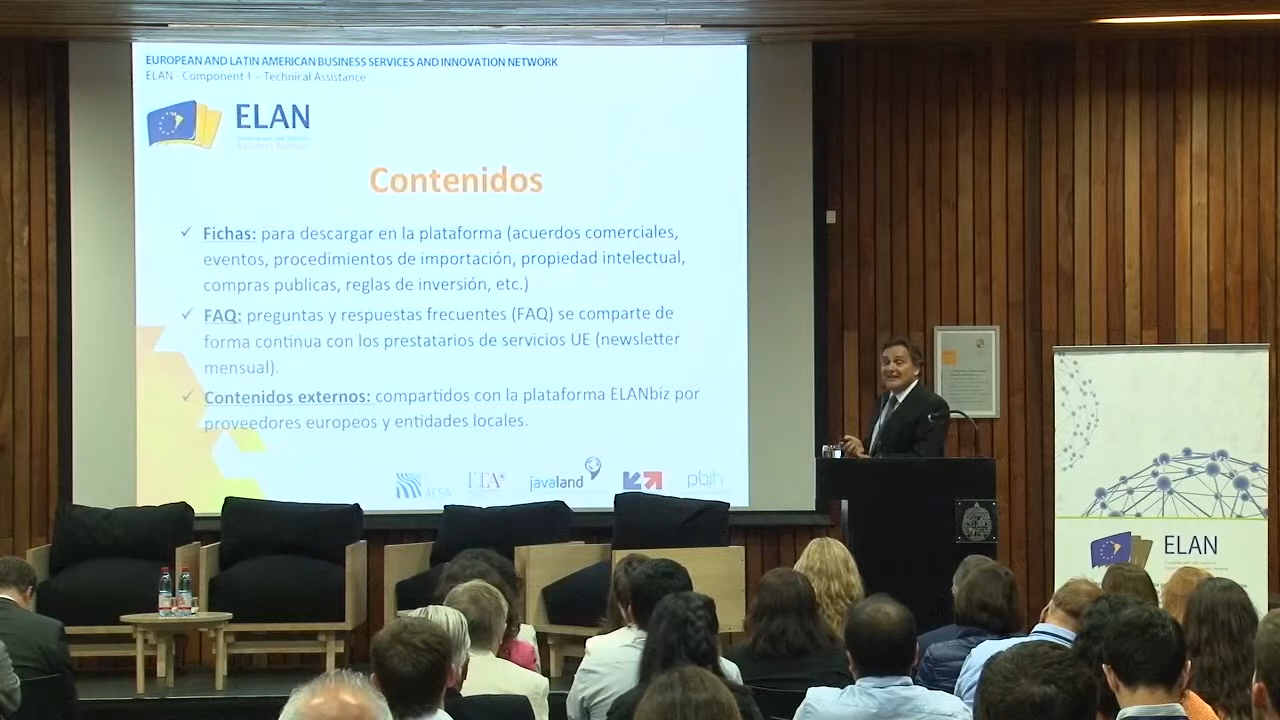 EUROPEAN AND LATIN AMERICAN BUSINESS SERVICES AND INNOVATION NETWORK
ELAN - Component 1 – Technical Assistance
ELAN
Contenidos
✓ Fichas: para descargar en la plataforma (acuerdos comerciales,
eventos, procedimientos de importación, propiedad intelectual,
compras publicas, reglas de inversión, etc.)
✓ FAQ: preguntas y respuestas frecuentes (FAQ) se comparte de
forma continua con los prestatarios de servicios UE (newsletter
mensual).
✓ Contenidos externos: compartidos con la plataforma ELANbiz por
proveedores europeos y entidades locales.
AESA
ITA
javaland
pbih
ELAN